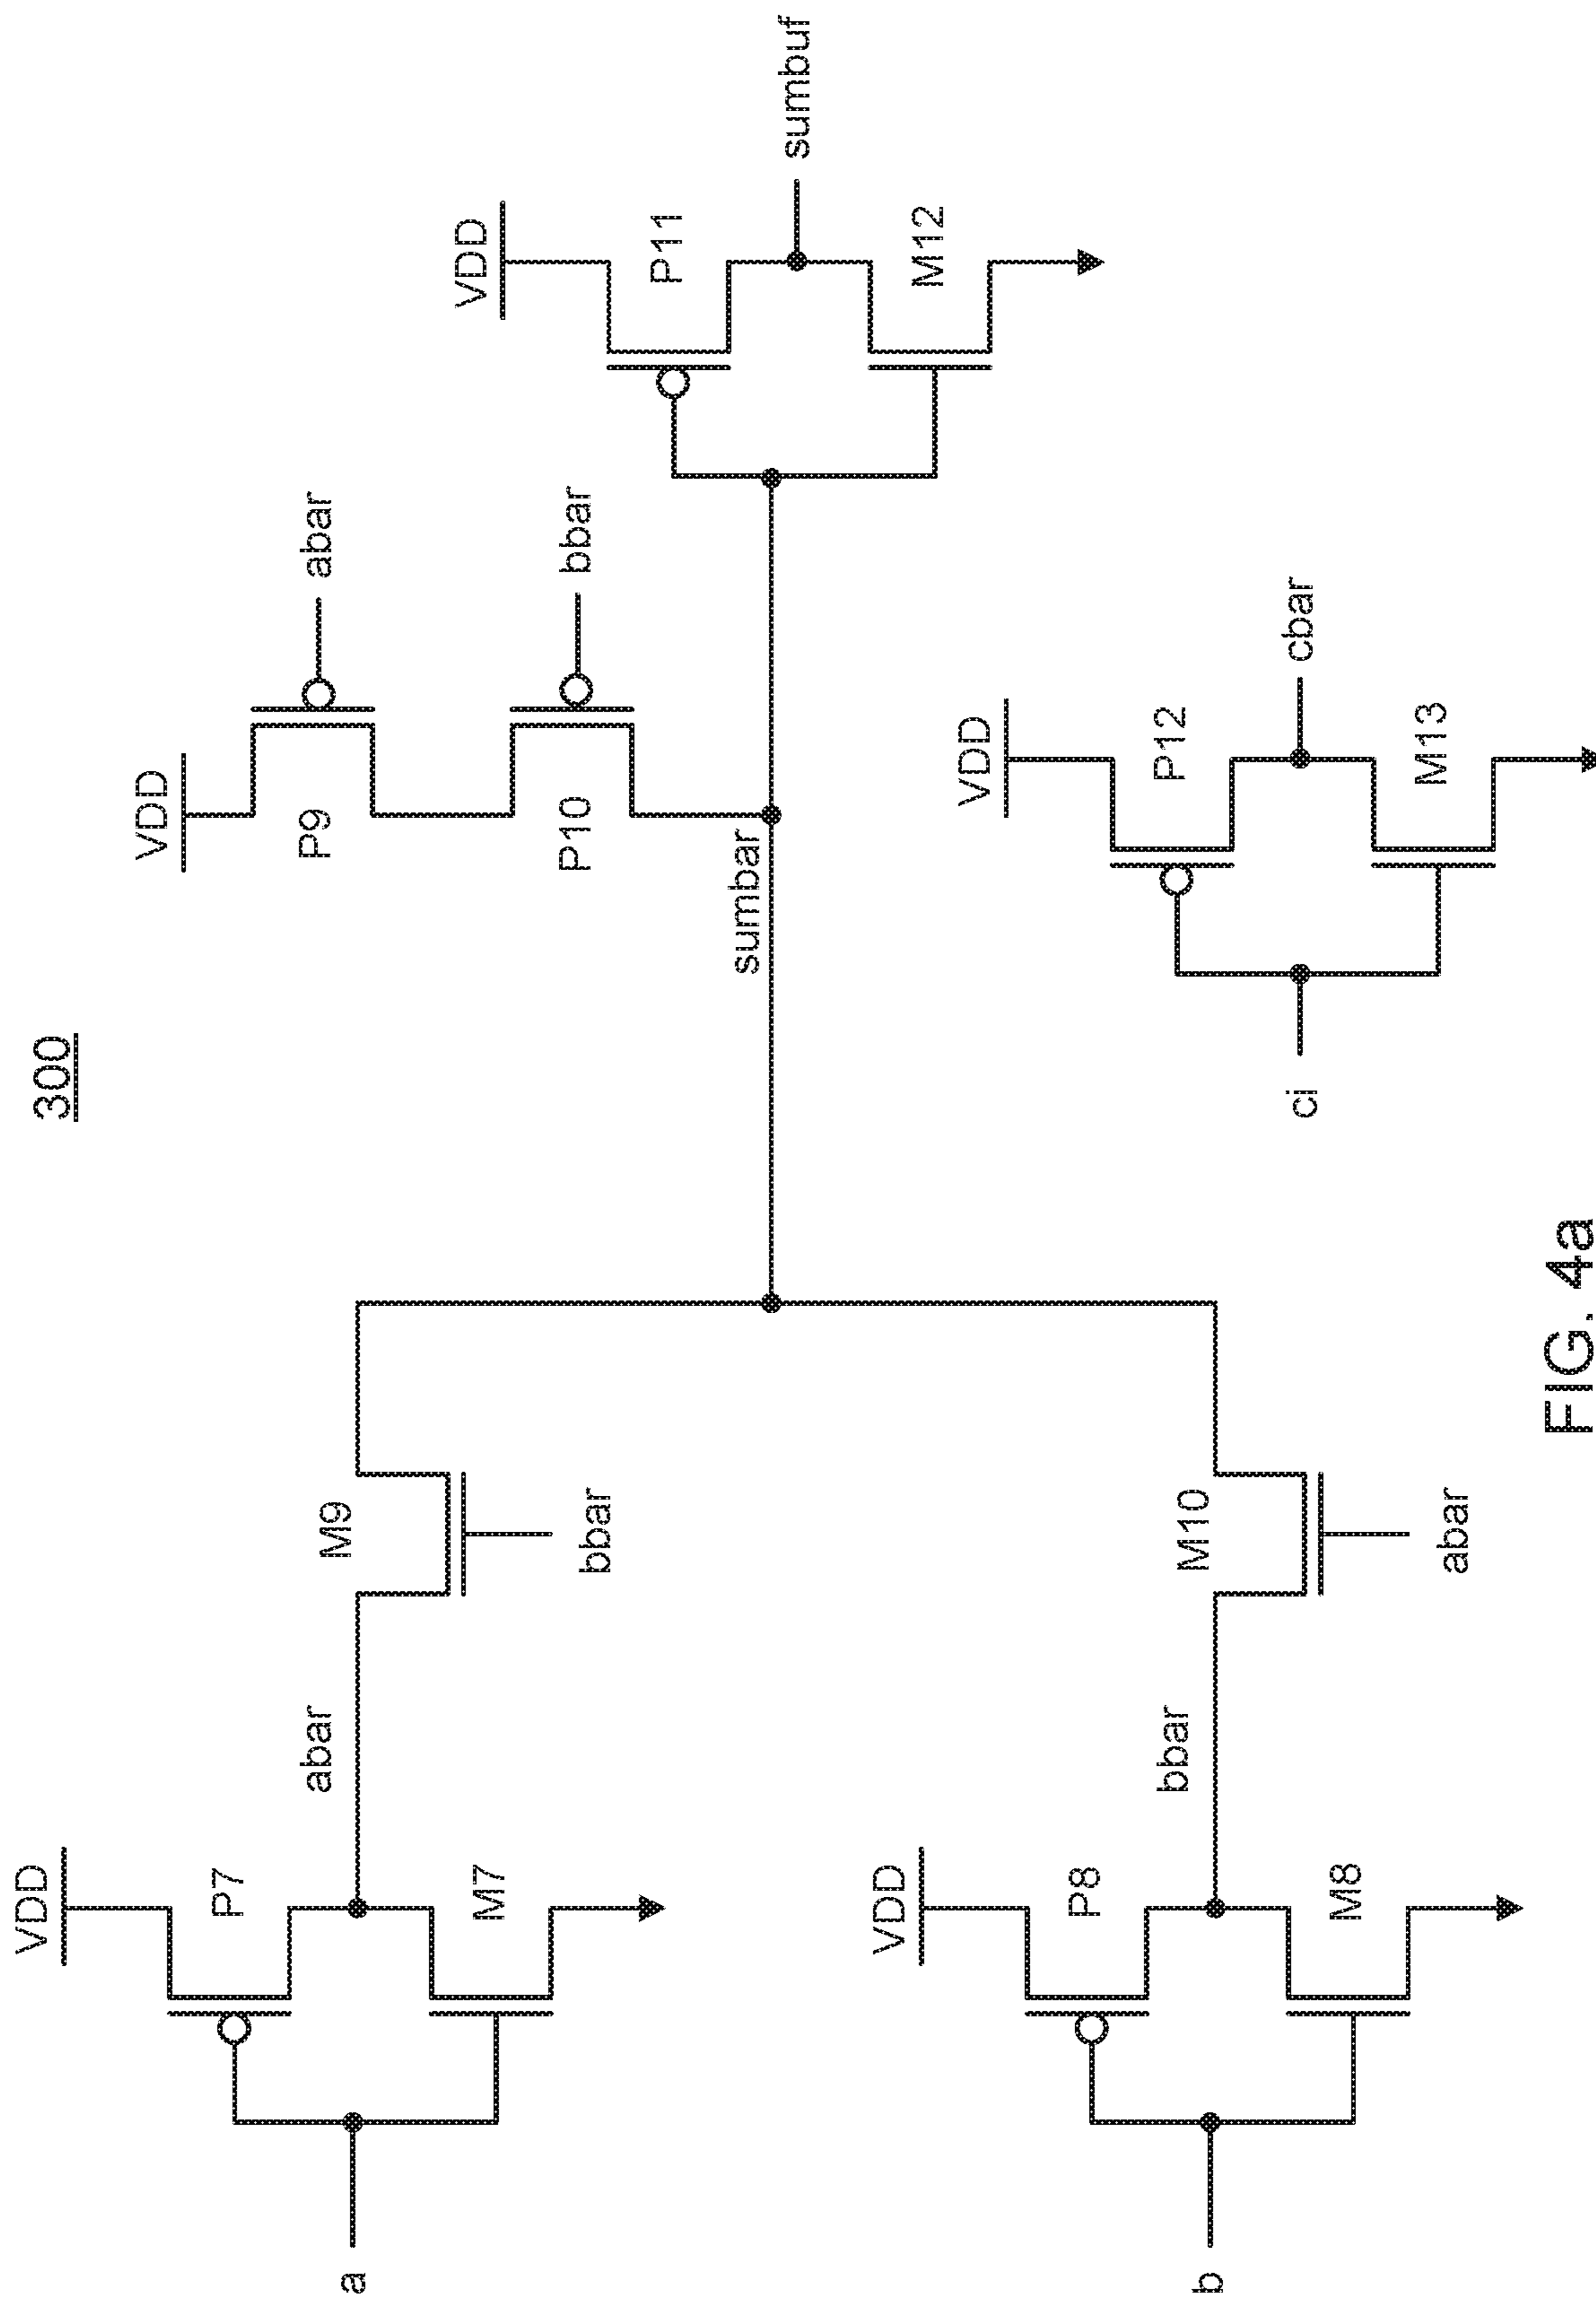 300
VDD
P7
a
abar
M7
M9
bbar
VDD
P9
abar
P10
bbar
sumbar
VDD
P11
sumbuf
M12
VDD
P8
b
bbar
M8
M10
abar
VDD
P12
ci
cbar
M13
FIG. 4a